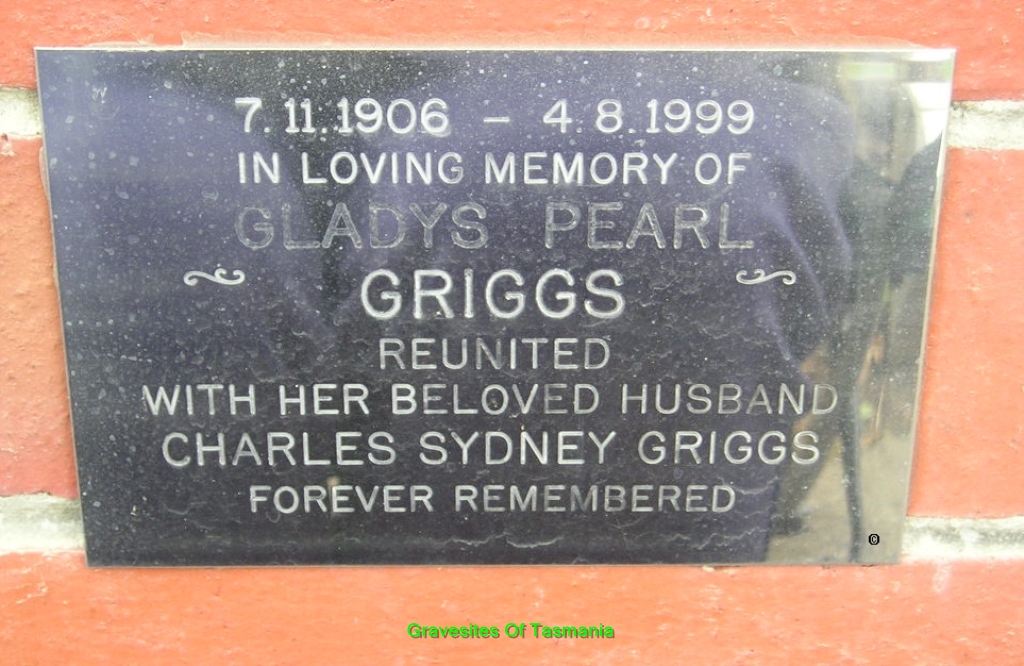 7.11.1906 – 4.8.1999
IN LOVING MEMORY OF
GLADYS PEARL
GRIGGS
REUNITED
WITH HER BELOVED HUSBAND
CHARLES SYDNEY GRIGGS
FOREVER REMEMBERED
©
Gravesites Of Tasmania